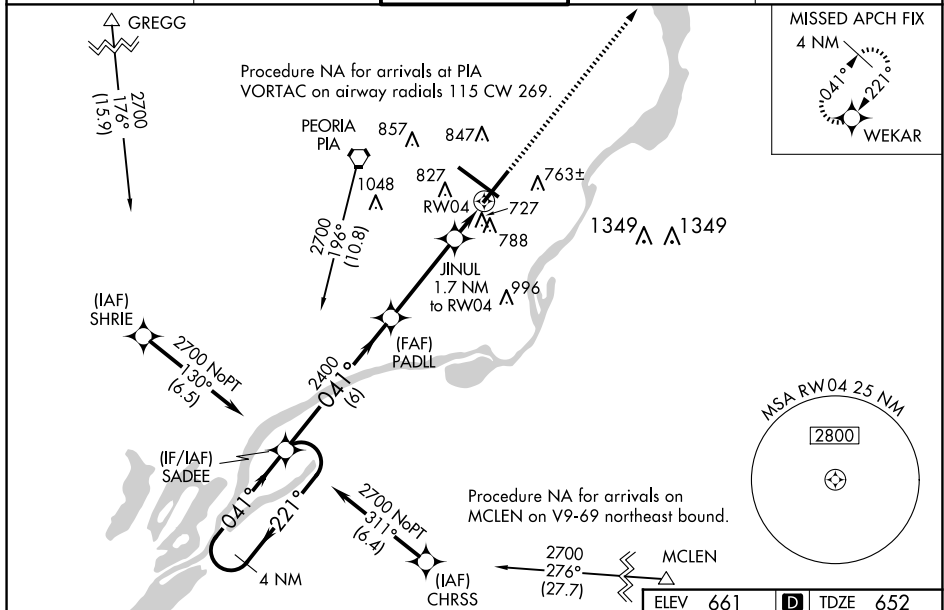 GREGG
2700
176°
(15.9)
Procedure NA for arrivals at PIA
VORTAC on airway radials 115 CW 269.
MISSED APCH FIX
4 NM
041°
221°
WEKAR
PEORIA
PIA
857
847
1048
827
763±
RW04
727
788
1349
1349
2700
196°
(10.8)
JINUL
1.7 NM
to RW04
996
(IAF)
SHRIE
2700 NoPT
130°
(6.5)
(FAF)
PADLL
2400
041°
(6)
MSA RW04 25 NM
2800
(IF/IAF)
SADEE
041°
221°
4 NM
2700 NoPT
311°
(6.4)
(IAF)
CHRSS
Procedure NA for arrivals on
MCLEN on V9-69 northeast bound.
2700
276°
(27.7)
MCLEN
ELEV 661 D TDZE 652